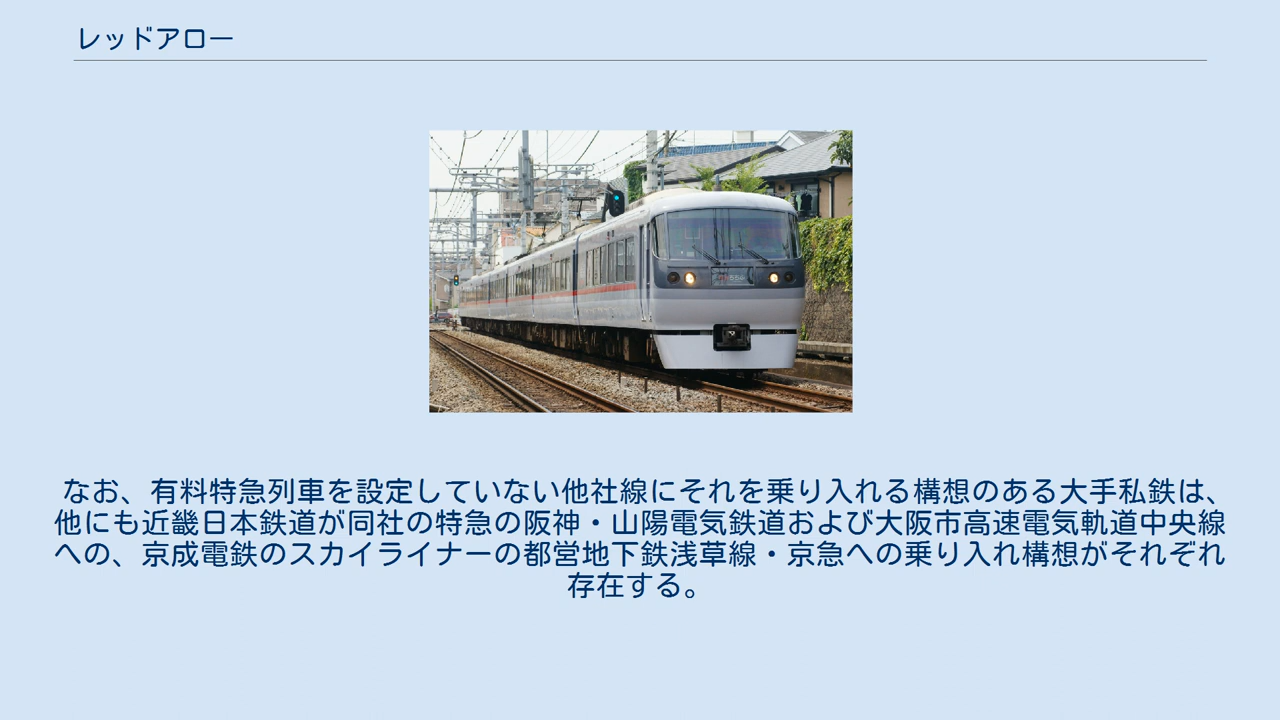 レッドアロー
なお、有料特急列車を設定していない他社線にそれを乗り入れる構想のある大手私鉄は、
他にも近畿日本鉄道が同社の特急の阪神・山陽電気鉄道および大阪市高速電気軌道中央線
への、京成電鉄のスカイライナーの都営地下鉄浅草線・京急への乗り入れ構想がそれぞれ
存在する。